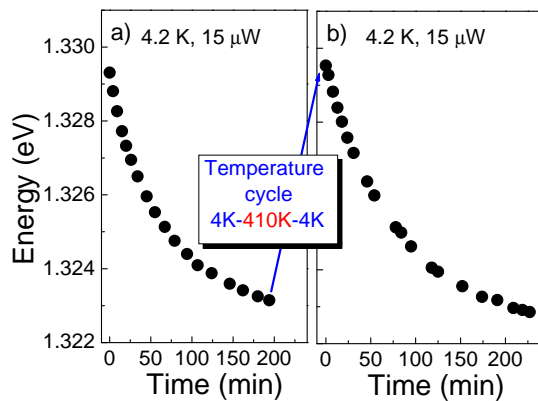 a) 4.2 K, 15 μW
b) 4.2 K, 15 μW
1.330
1.328
1.326
1.324
1.322
Energy (eV)
Temperature
cycle
4K-410K-4K
0 50 100 150 200
0 50 100 150 200
Time (min)
Time (min)